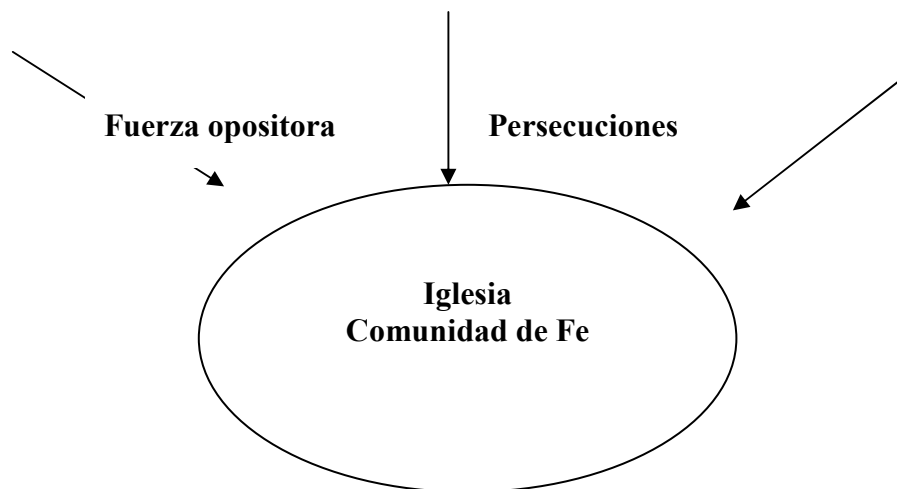 Fuerza opositora
Persecuciones
Iglesia
Comunidad de Fe